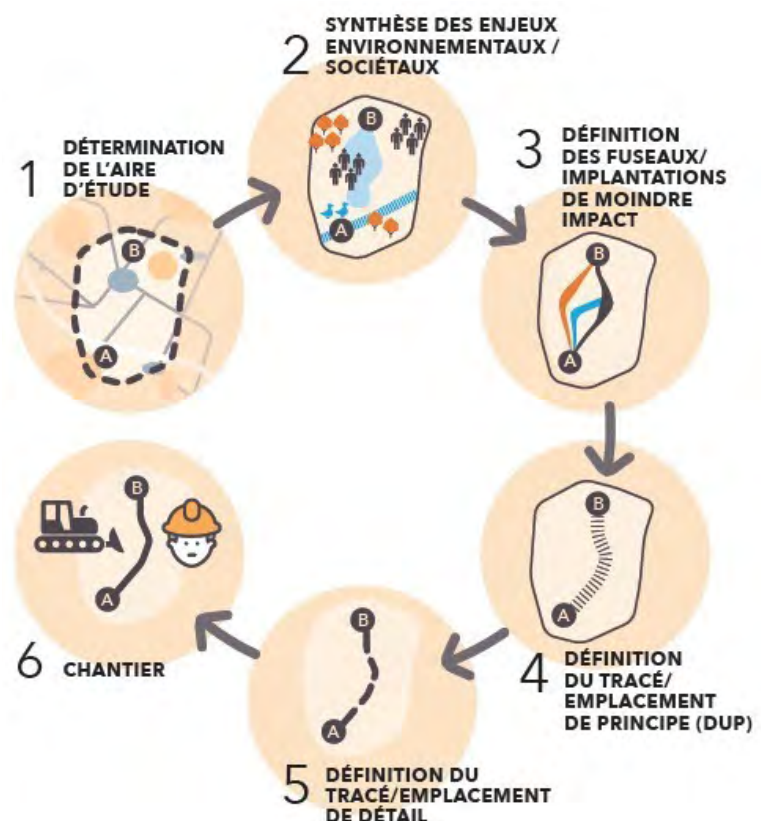 1
DÉTERMINATION
DE L'AIRE
D'ÉTUDE
B
A
2
SYNTHÈSE DES ENJEUX
ENVIRONNEMENTAUX /
SOCIÉTAUX
B
A
3
DÉFINITION
DES FUSEAUX/
IMPLANTATIONS
DE MOINDRE
IMPACT
B
A
B
A
4
DÉFINITION
DU TRACÉ/
EMPLACEMENT
DE PRINCIPE (DUP)
B
A
5
DÉFINITION DU
TRACÉ/EMPLACEMENT
DE DÉTAIL
B
A
6
CHANTIER